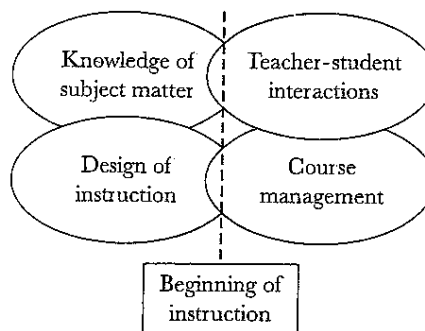 Knowledge of
subject matter
Teacher-student
interactions
Design of
instruction
Course
management
Beginning of
instruction